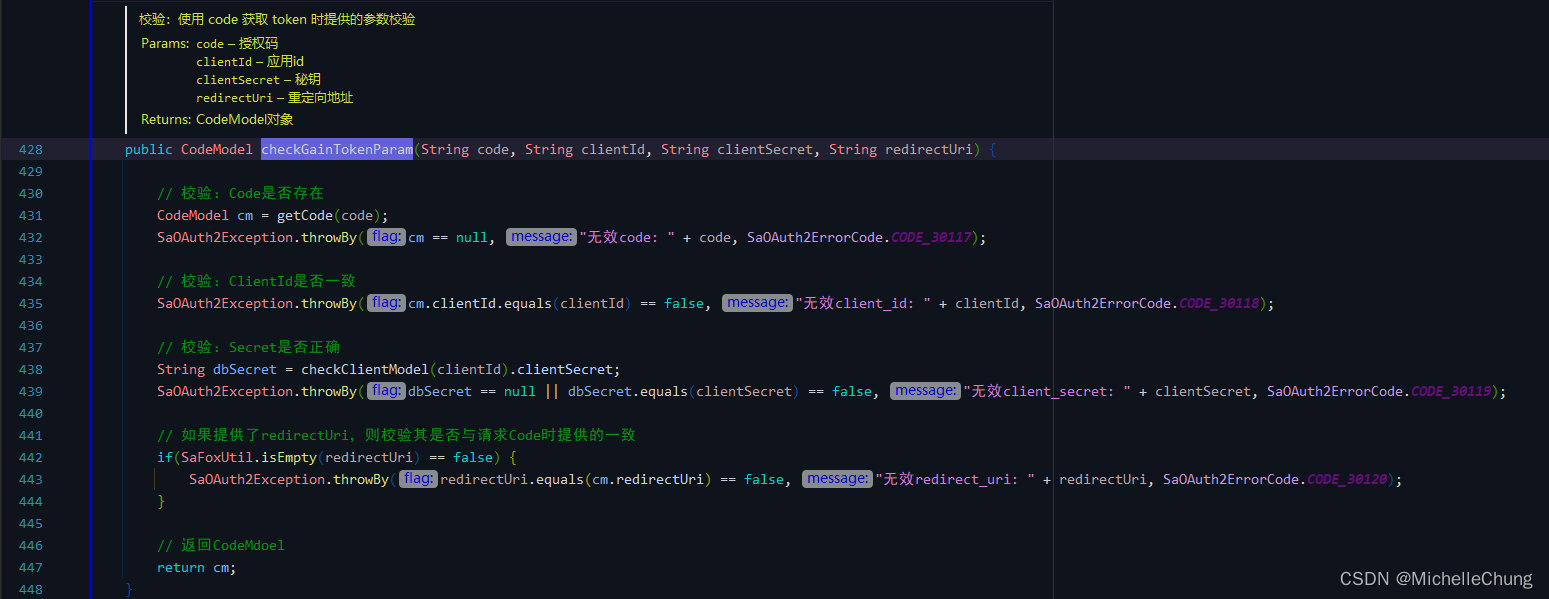 校验：使用 code 获取 token 时提供的参数校验
Params: code – 授权码
clientId – 应用id
clientSecret – 秘钥
redirectUri – 重定向地址
Returns: CodeModel对象
428 public CodeModel checkGainTokenParam(String code, String clientId, String clientSecret, String redirectUri) {
429
430 // 校验：Code是否存在
431 CodeModel cm = getCode(code);
432 SaOAuth2Exception.throwBy( flag: cm == null, message: "无效code: " + code, SaOAuth2ErrorCode.CODE_30117);
433
434 // 校验：ClientId是否一致
435 SaOAuth2Exception.throwBy( flag: cm.clientId.equals(clientId) == false, message: "无效client_id: " + clientId, SaOAuth2ErrorCode.CODE_30118);
436
437 // 校验：Secret是否正确
438 String dbSecret = checkClientModel(clientId).clientSecret;
439 SaOAuth2Exception.throwBy( flag: dbSecret == null || dbSecret.equals(clientSecret) == false, message: "无效client_secret: " + clientSecret, SaOAuth2ErrorCode.CODE_30119);
440
441 // 如果提供了redirectUri，则校验其是否与请求Code时提供的一致
442 if(SaFoxUtil.isEmpty(redirectUri) == false) {
443 SaOAuth2Exception.throwBy( flag: redirectUri.equals(cm.redirectUri) == false, message: "无效redirect_uri: " + redirectUri, SaOAuth2ErrorCode.CODE_30120);
444 }
445
446 // 返回CodeMdoel
447 return cm;
448 }
CSDN @MichelleChung